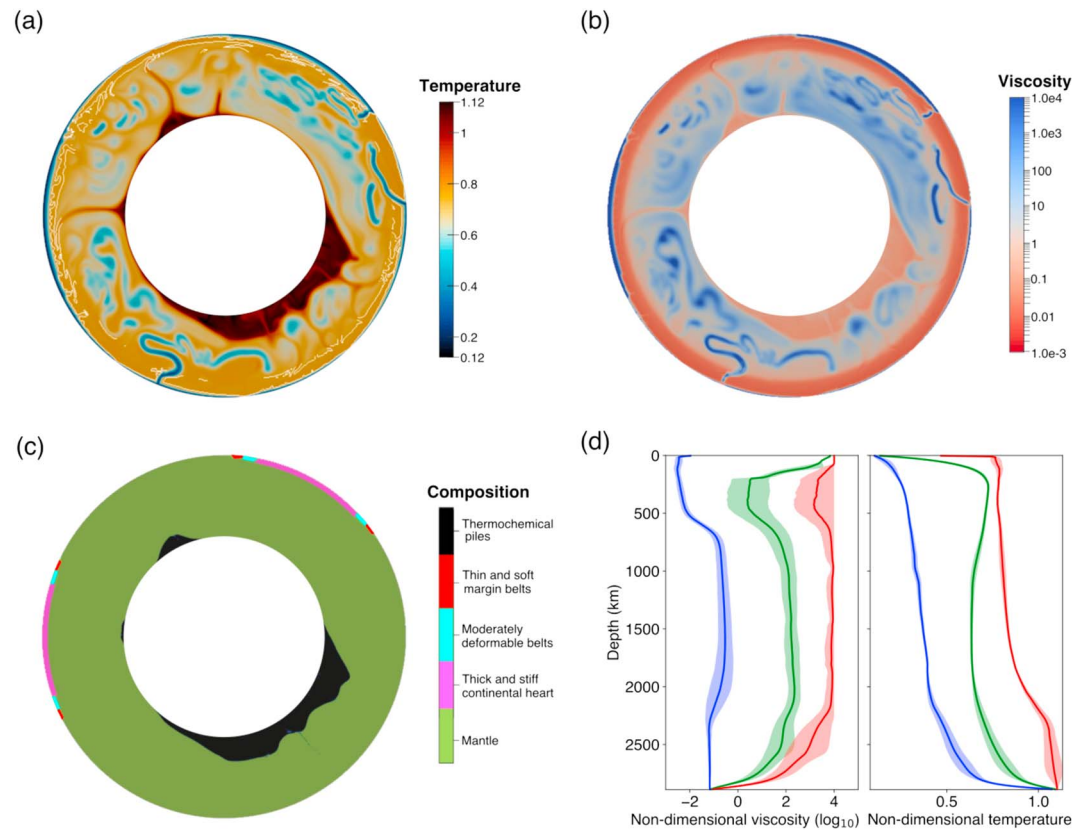 (a)
Temperature
1.12
1
0.8
0.6
0.4
0.2
0.12
(b)
Viscosity
1.0e4
1.0e3
100
10
1
0.1
0.01
1.0e-3
(c)
Composition
Thermochemical
piles
Thin and soft
margin belts
Moderately
deformable belts
Thick and stiff
continental heart
Mantle
(d)
Depth (km)
0
500
1000
1500
2000
2500
−2 0 2 4
Non-dimensional viscosity (log10)
0.5 1.0
Non-dimensional temperature